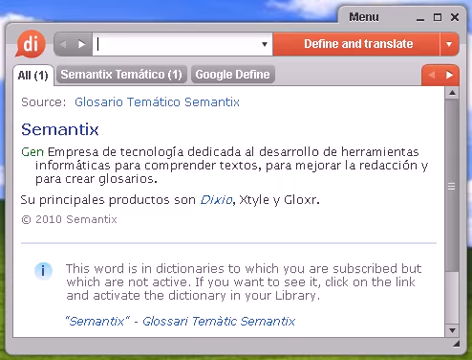 Menu
di
Define and translate
All (1)
Semantix Temático (1)
Google Define
Source: Glosario Temático Semantix
Semantix
Gen Empresa de tecnología dedicada al desarrollo de herramientas
informáticas para comprender textos, para mejorar la redacción y
para crear glosarios.
Su principales productos son Dixio, Xtyle y Gloxr.
© 2010 Semantix
i
This word is in dictionaries to which you are subscribed but
which are not active. If you want to see it, click on the link
and activate the dictionary in your Library.
"Semantix" - Glossari Temàtic Semantix